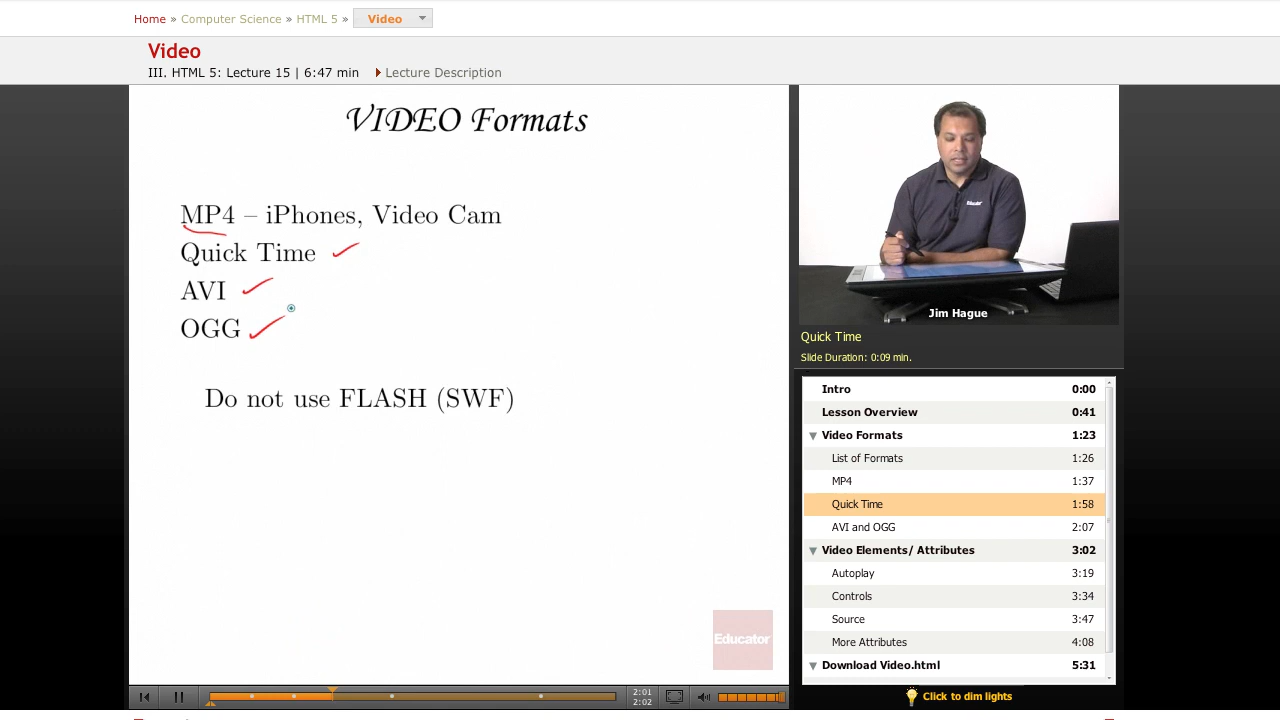 Home » Computer Science » HTML 5 » Video
Video
III. HTML 5: Lecture 15 | 6:47 min Lecture Description
VIDEO Formats
MP4 – iPhones, Video Cam
Quick Time
AVI
OGG
Do not use FLASH (SWF)
Educator
2:01
2:02
Educator
Jim Hague
Quick Time
Slide Duration: 0:09 min.
Intro 0:00
Lesson Overview 0:41
Video Formats 1:23
List of Formats 1:26
MP4 1:37
Quick Time 1:58
AVI and OGG 2:07
Video Elements/ Attributes 3:02
Autoplay 3:19
Controls 3:34
Source 3:47
More Attributes 4:08
Download Video.html 5:31
Click to dim lights